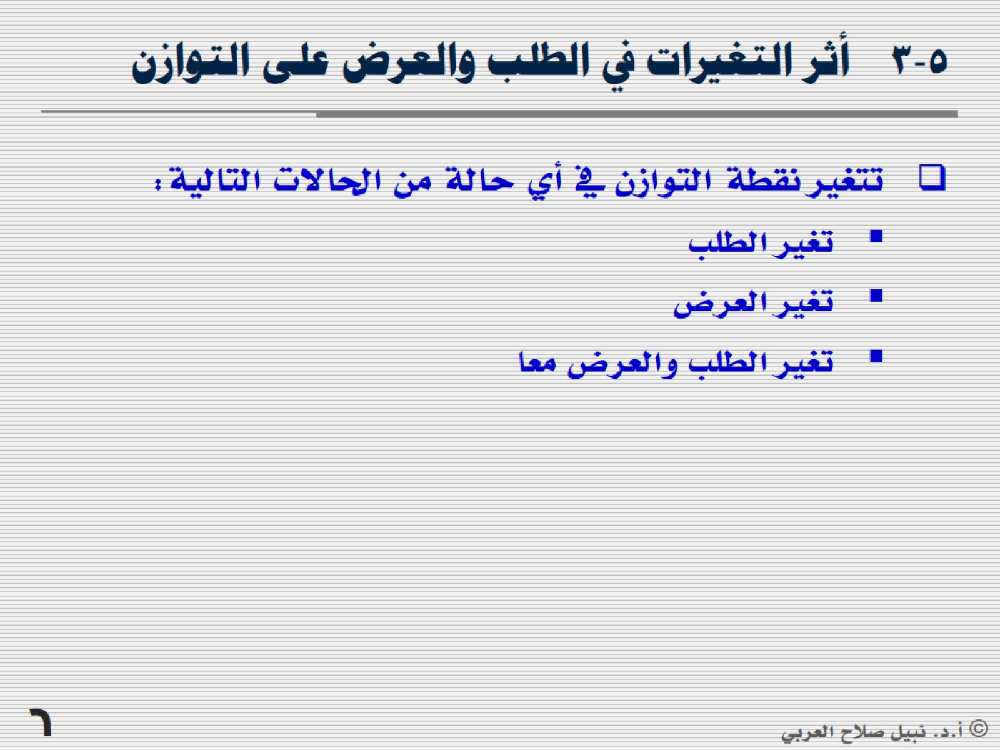 ٥-٣ أثر التغيرات في الطلب والعرض على التوازن
تتغير نقطة التوازن في أي حالة من الحالات التالية:
تغير الطلب
تغير العرض
تغير الطلب والعرض معا
© أ.د. نبيل صلاح العربي
٦